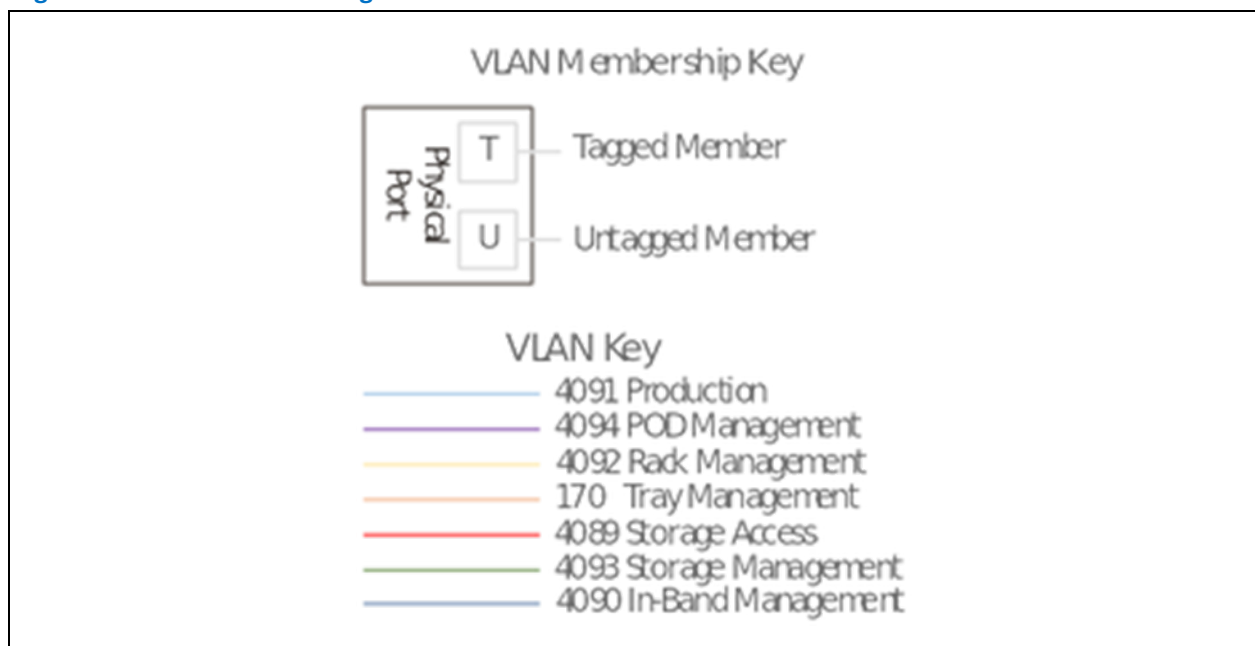 VLAN Membership Key
Physical
Port
T
Tagged Member
U
Untagged Member
VLAN Key
4091 Production
4094 POD Management
4092 Rack Management
170 Tray Management
4089 Storage Access
4093 Storage Management
4090 In-Band Management